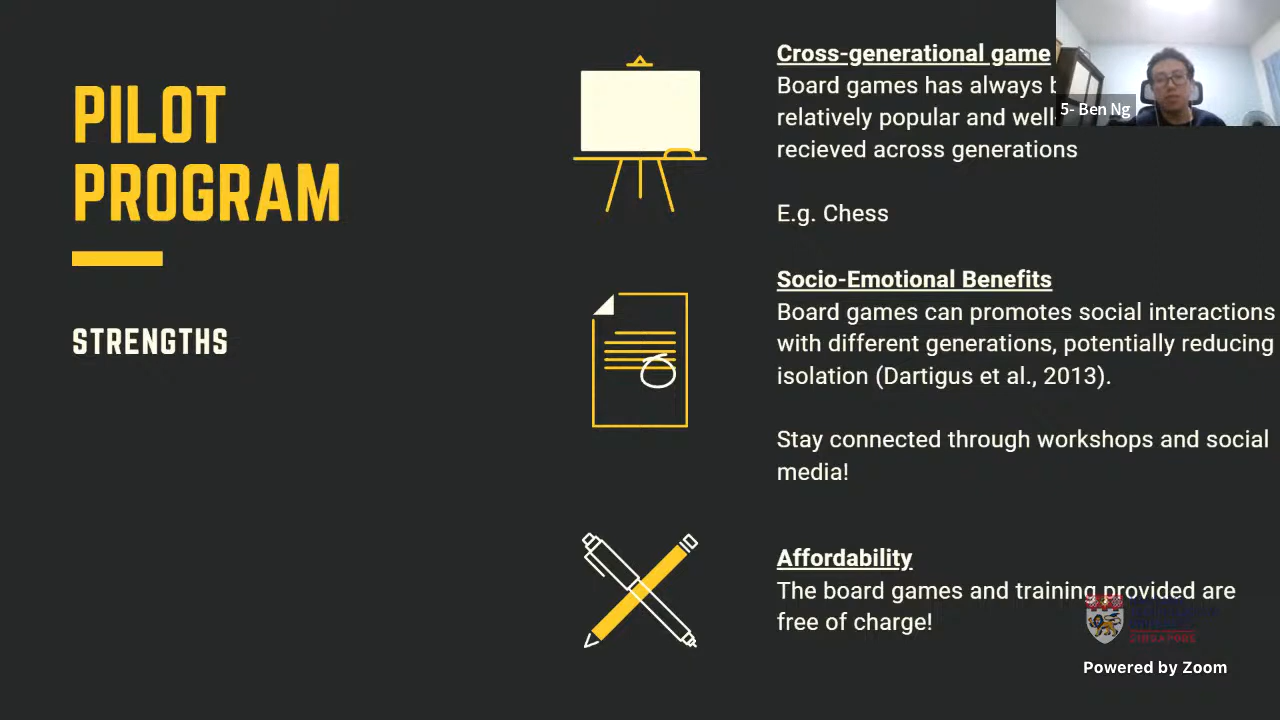 PILOT
PROGRAM
STRENGTHS
Cross-generational game
Board games has always
relatively popular and well-
recieved across generations
E.g. Chess
Socio-Emotional Benefits
Board games can promotes social interactions
with different generations, potentially reducing
isolation (Dartigus et al., 2013).
Stay connected through workshops and social
media!
Affordability
The board games and training provided are
free of charge!
5- Ben Ng
SINGAPORE
Powered by Zoom